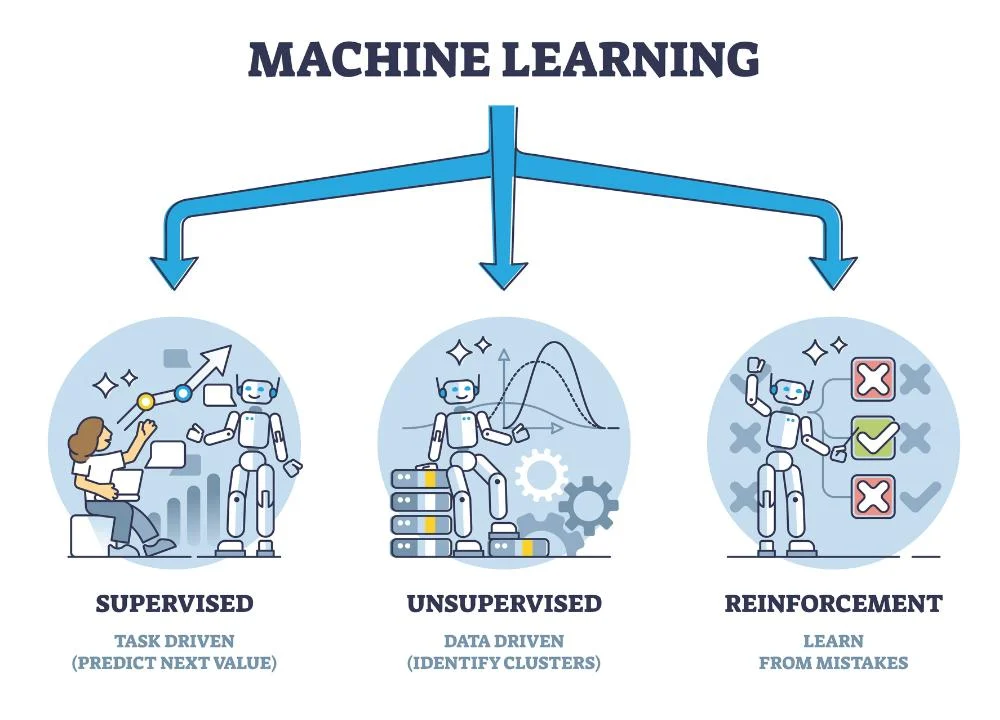 MACHINE LEARNING
SUPERVISED
TASK DRIVEN
(PREDICT NEXT VALUE)
UNSUPERVISED
DATA DRIVEN
(IDENTIFY CLUSTERS)
REINFORCEMENT
LEARN
FROM MISTAKES